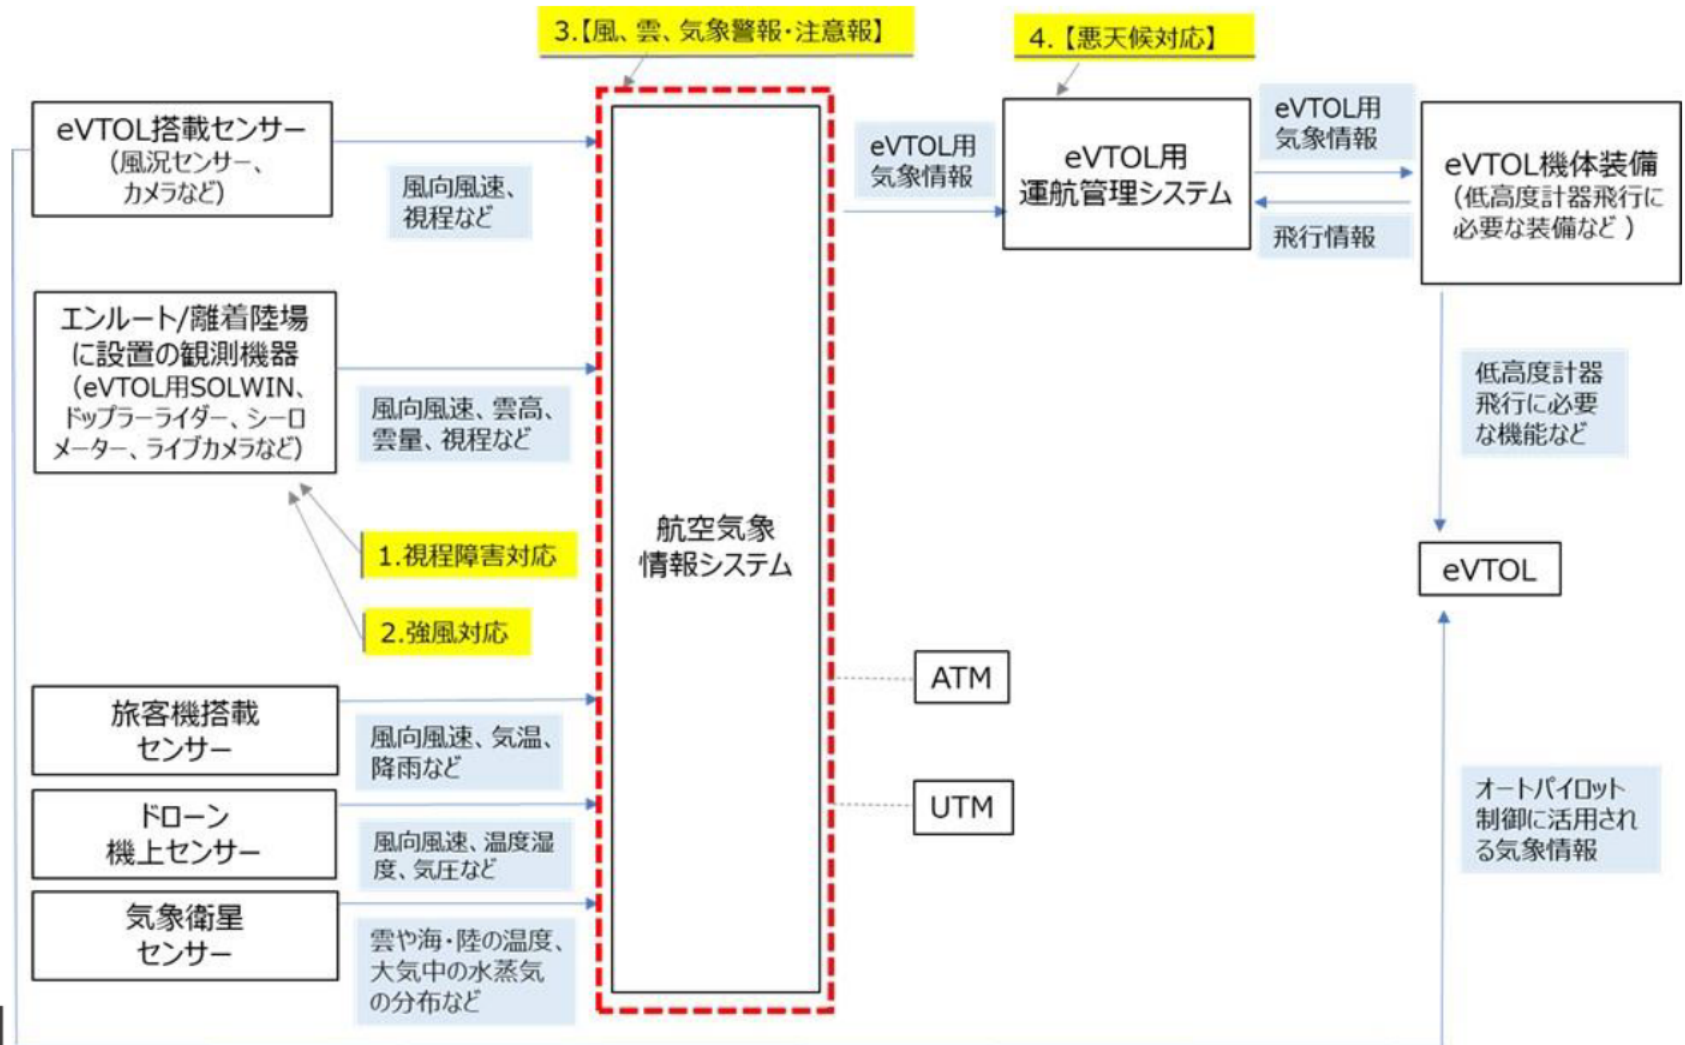 3.【風、雲、気象警報・注意報】
4.【悪天候対応】
eVTOL搭載センサー
（風況センサー、
カメラなど）
風向風速、
視程など
eVTOL用
気象情報
eVTOL用
運航管理システム
eVTOL用
気象情報
飛行情報
eVTOL機体装備
（低高度計器飛行に
必要な装備など ）
エンルート/離着陸場
に設置の観測機器
（eVTOL用SOLWIN、
ドップラーライダー、シーロ
メーター、ライブカメラなど）
風向風速、雲高、
雲量、視程など
低高度計器
飛行に必要
な機能など
1.視程障害対応
2.強風対応
航空気象
情報システム
eVTOL
ATM
UTM
旅客機搭載
センサー
風向風速、気温、
降雨など
ドローン
機上センサー
風向風速、温度湿
度、気圧など
気象衛星
センサー
雲や海・陸の温度、
大気中の水蒸気
の分布など
オートパイロット
制御に活用され
る気象情報